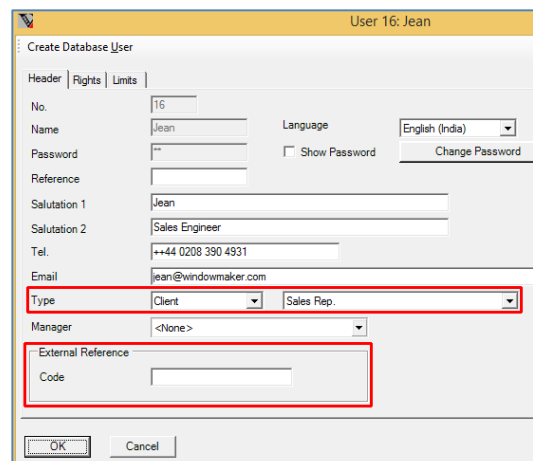 User 16: Jean
Create Database User
Header Rights Limits
No. 16
Name Jean Language English (India)
Password ** Show Password Change Password
Reference
Salutation 1 Jean
Salutation 2 Sales Engineer
Tel. ++44 0208 390 4931
Email jean@windowmaker.com
Type Client Sales Rep.
Manager <None>
External Reference
Code
OK Cancel